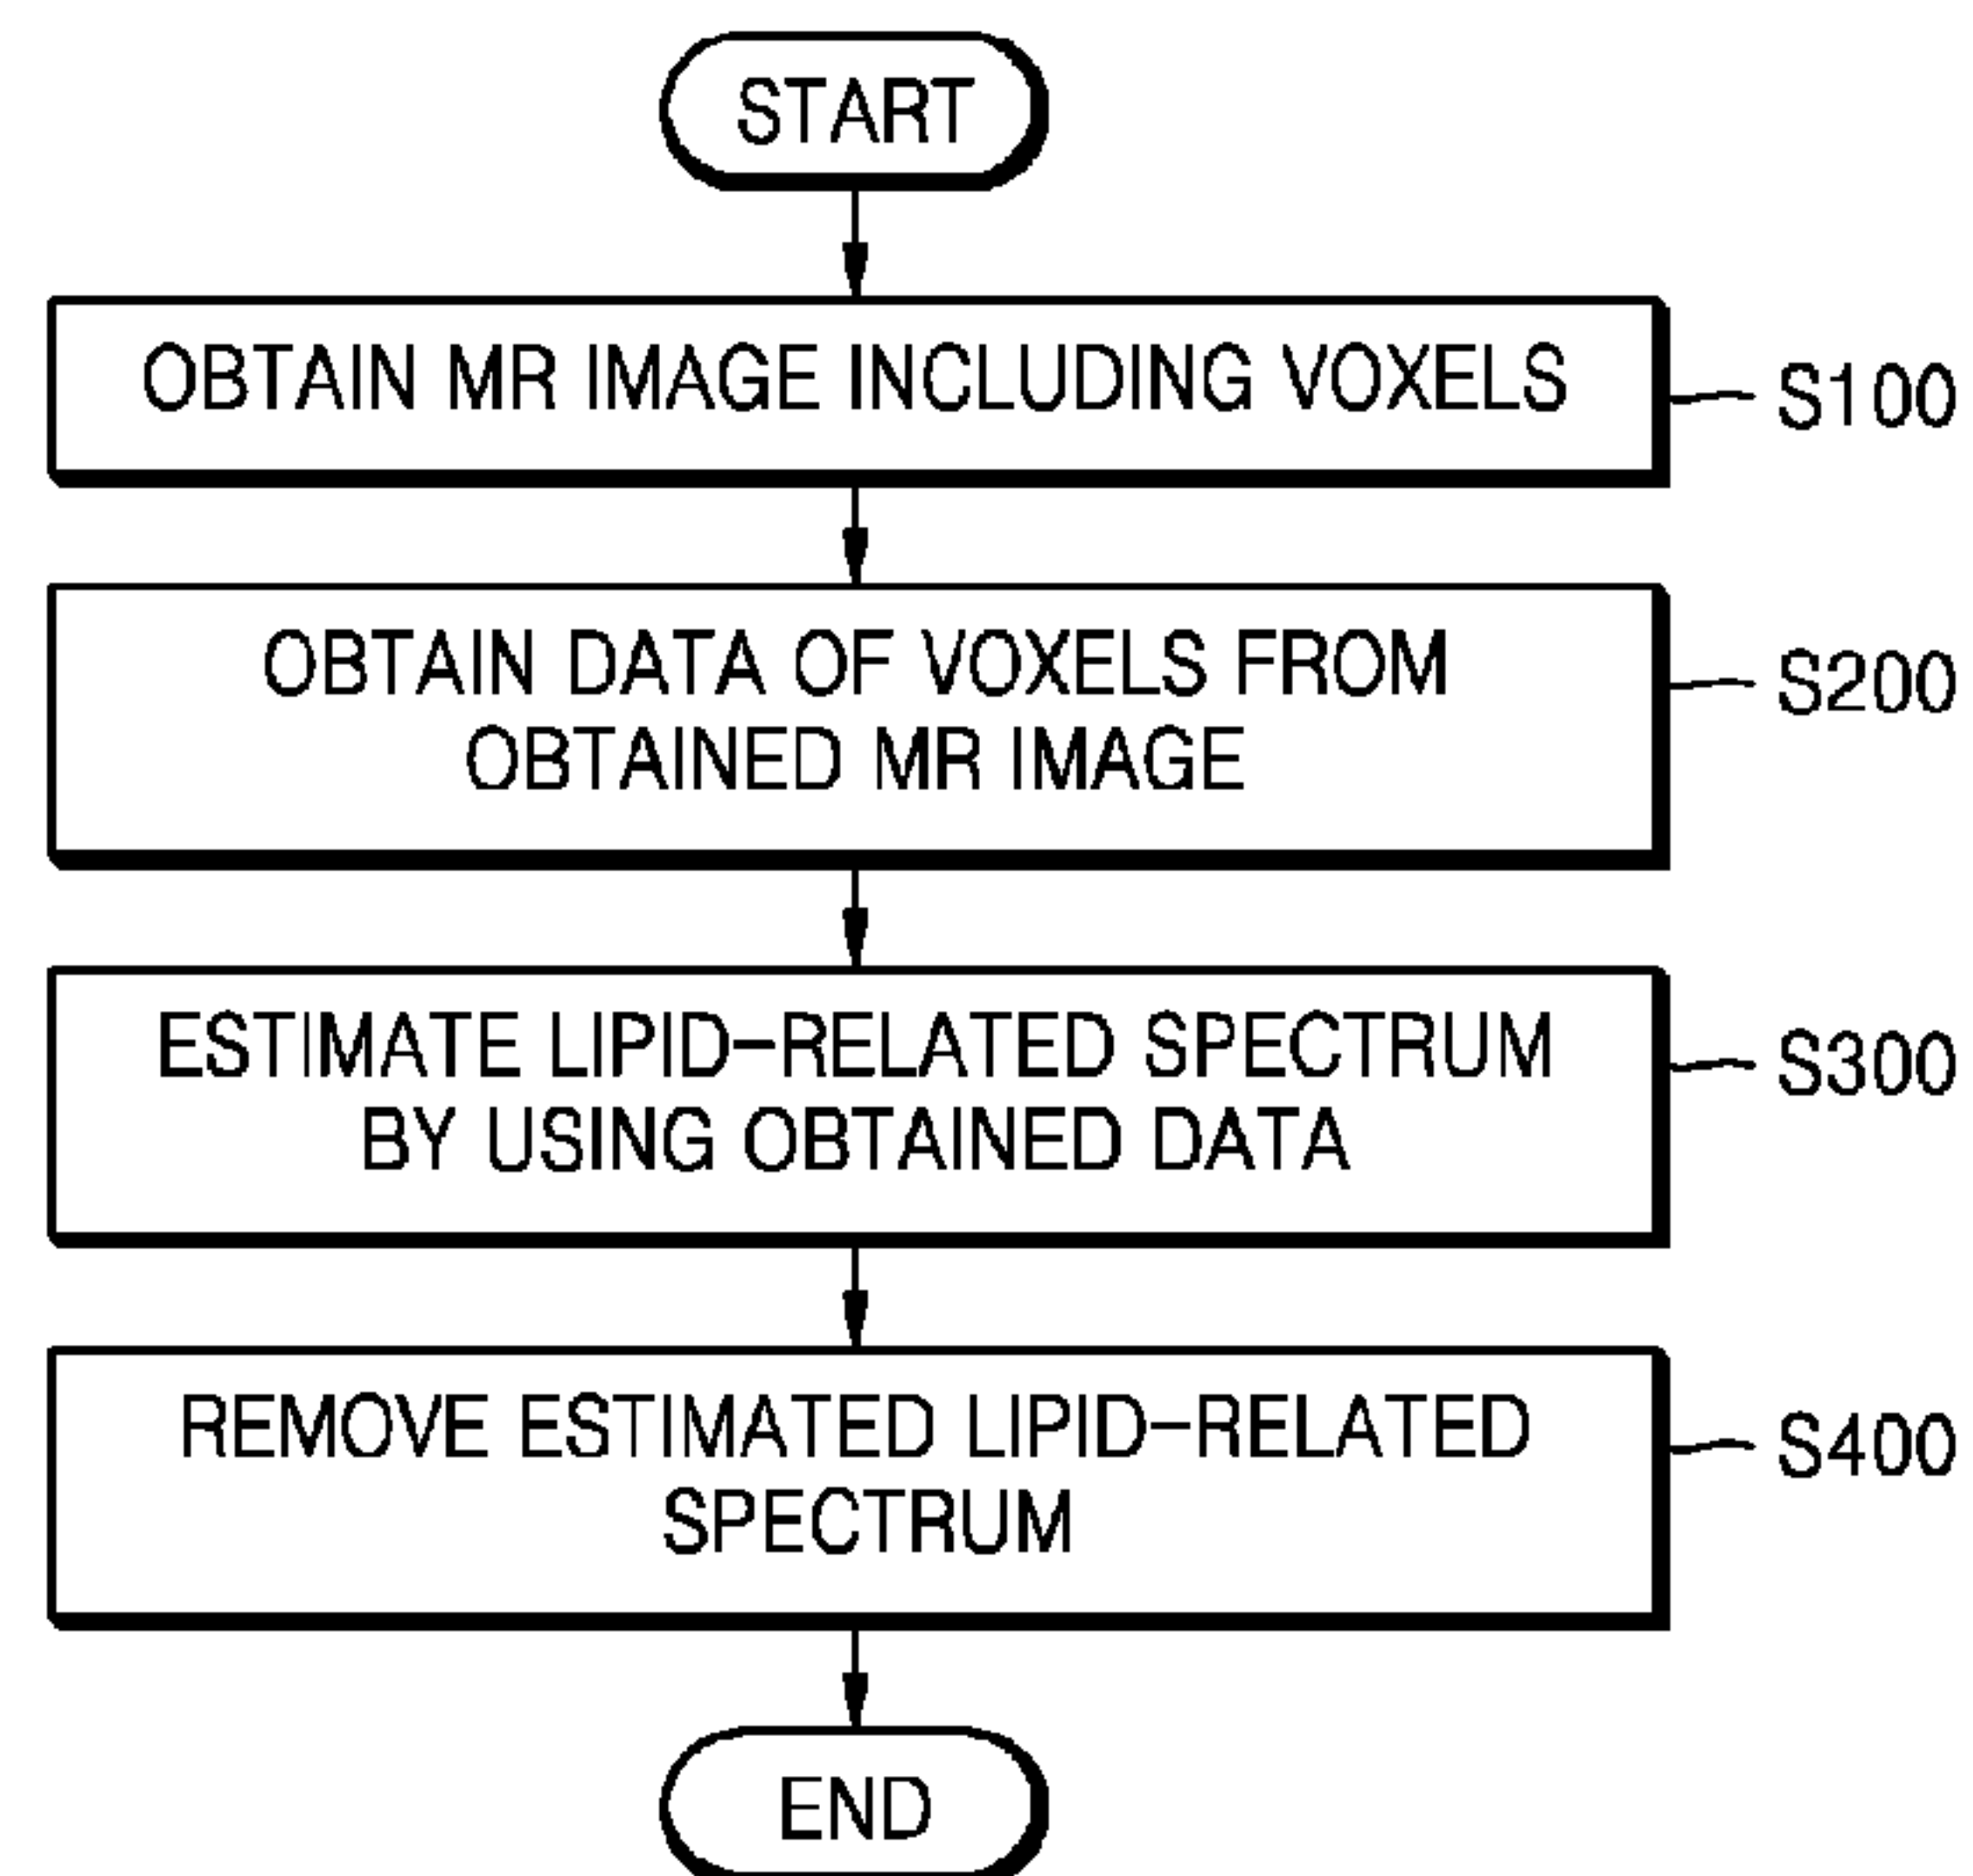 START
OBTAIN MR IMAGE INCLUDING VOXELS
S100
OBTAIN DATA OF VOXELS FROM
OBTAINED MR IMAGE
S200
ESTIMATE LIPID-RELATED SPECTRUM
BY USING OBTAINED DATA
S300
REMOVE ESTIMATED LIPID-RELATED
SPECTRUM
S400
END